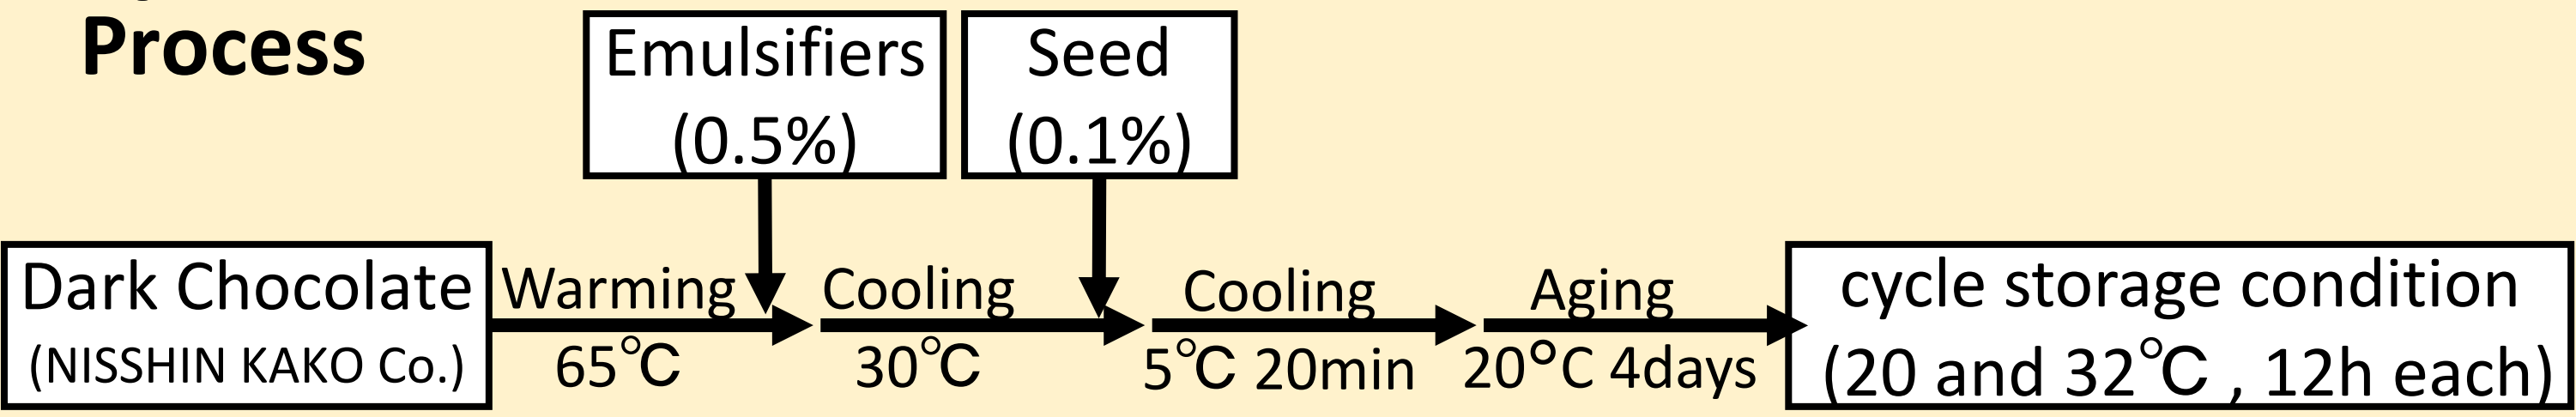 Process
Emulsifiers
(0.5%)
Seed
(0.1%)
Dark Chocolate
(NISSHIN KAKO Co.)
Warming
65℃
Cooling
30℃
Cooling
5℃ 20min
Aging
20°C 4days
cycle storage condition
(20 and 32℃ , 12h each)